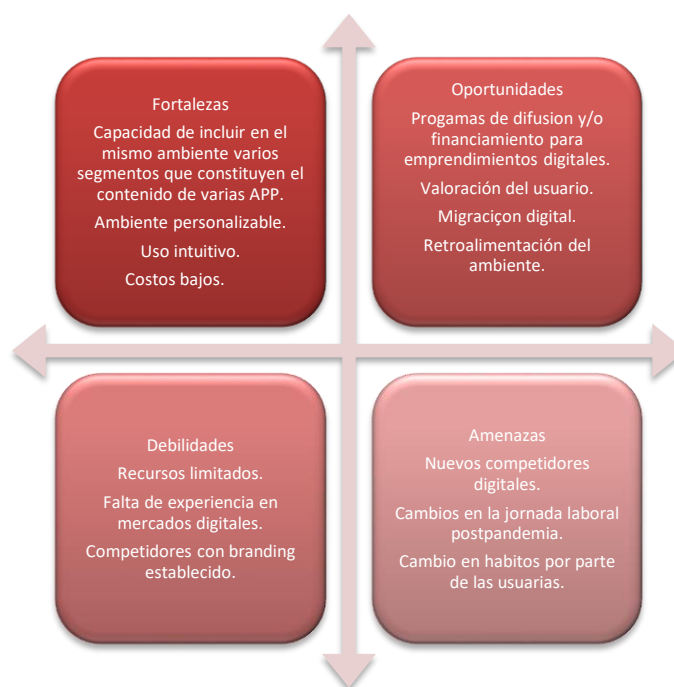 Fortalezas
Capacidad de incluir en el
mismo ambiente varios
segmentos que constituyen el
contenido de varias APP.
Ambiente personalizable.
Uso intuitivo.
Costos bajos.
Oportunidades
Progamas de difusion y/o
financiamiento para
emprendimientos digitales.
Valoración del usuario.
Migraciçon digital.
Retroalimentación del
ambiente.
Debilidades
Recursos limitados.
Falta de experiencia en
mercados digitales.
Competidores con branding
establecido.
Amenazas
Nuevos competidores
digitales.
Cambios en la jornada laboral
postpandemia.
Cambio en habitos por parte
de las usuarias.